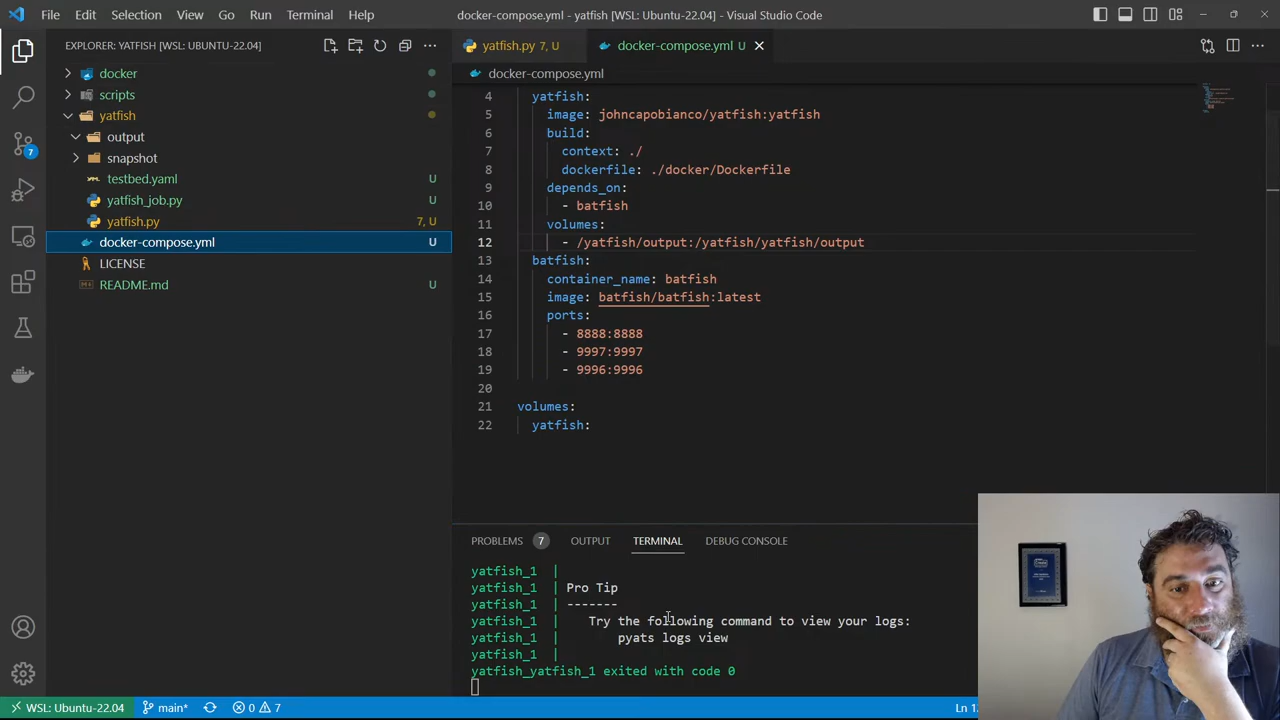 File Edit Selection View Go Run Terminal Help
docker-compose.yml - yatfish [WSL: Ubuntu-22.04] - Visual Studio Code
EXPLORER: YATFISH [WSL: UBUNTU-22.04]
docker
scripts
yatfish
output
snapshot
testbed.yaml U
yatfish_job.py U
yatfish.py 7, U
docker-compose.yml U
LICENSE
README.md U
7
yatfish.py 7, U
docker-compose.yml U
docker-compose.yml
4 yatfish:
5 image: johncapobianco/yatfish:yatfish
6 build:
7 context: ./
8 dockerfile: ./docker/Dockerfile
9 depends_on:
10 - batfish
11 volumes:
12 - /yatfish/output:/yatfish/yatfish/output
13 batfish:
14 container_name: batfish
15 image: batfish/batfish:latest
16 ports:
17 - 8888:8888
18 - 9997:9997
19 - 9996:9996
20
21 volumes:
22 yatfish:
PROBLEMS 7 OUTPUT TERMINAL DEBUG CONSOLE
yatfish_1 |
yatfish_1 | Pro Tip
yatfish_1 | -------
yatfish_1 | Try the following command to view your logs:
yatfish_1 | pyats logs view
yatfish_1 |
yatfish_yatfish_1 exited with code 0
WSL: Ubuntu-22.04 main* 0 7